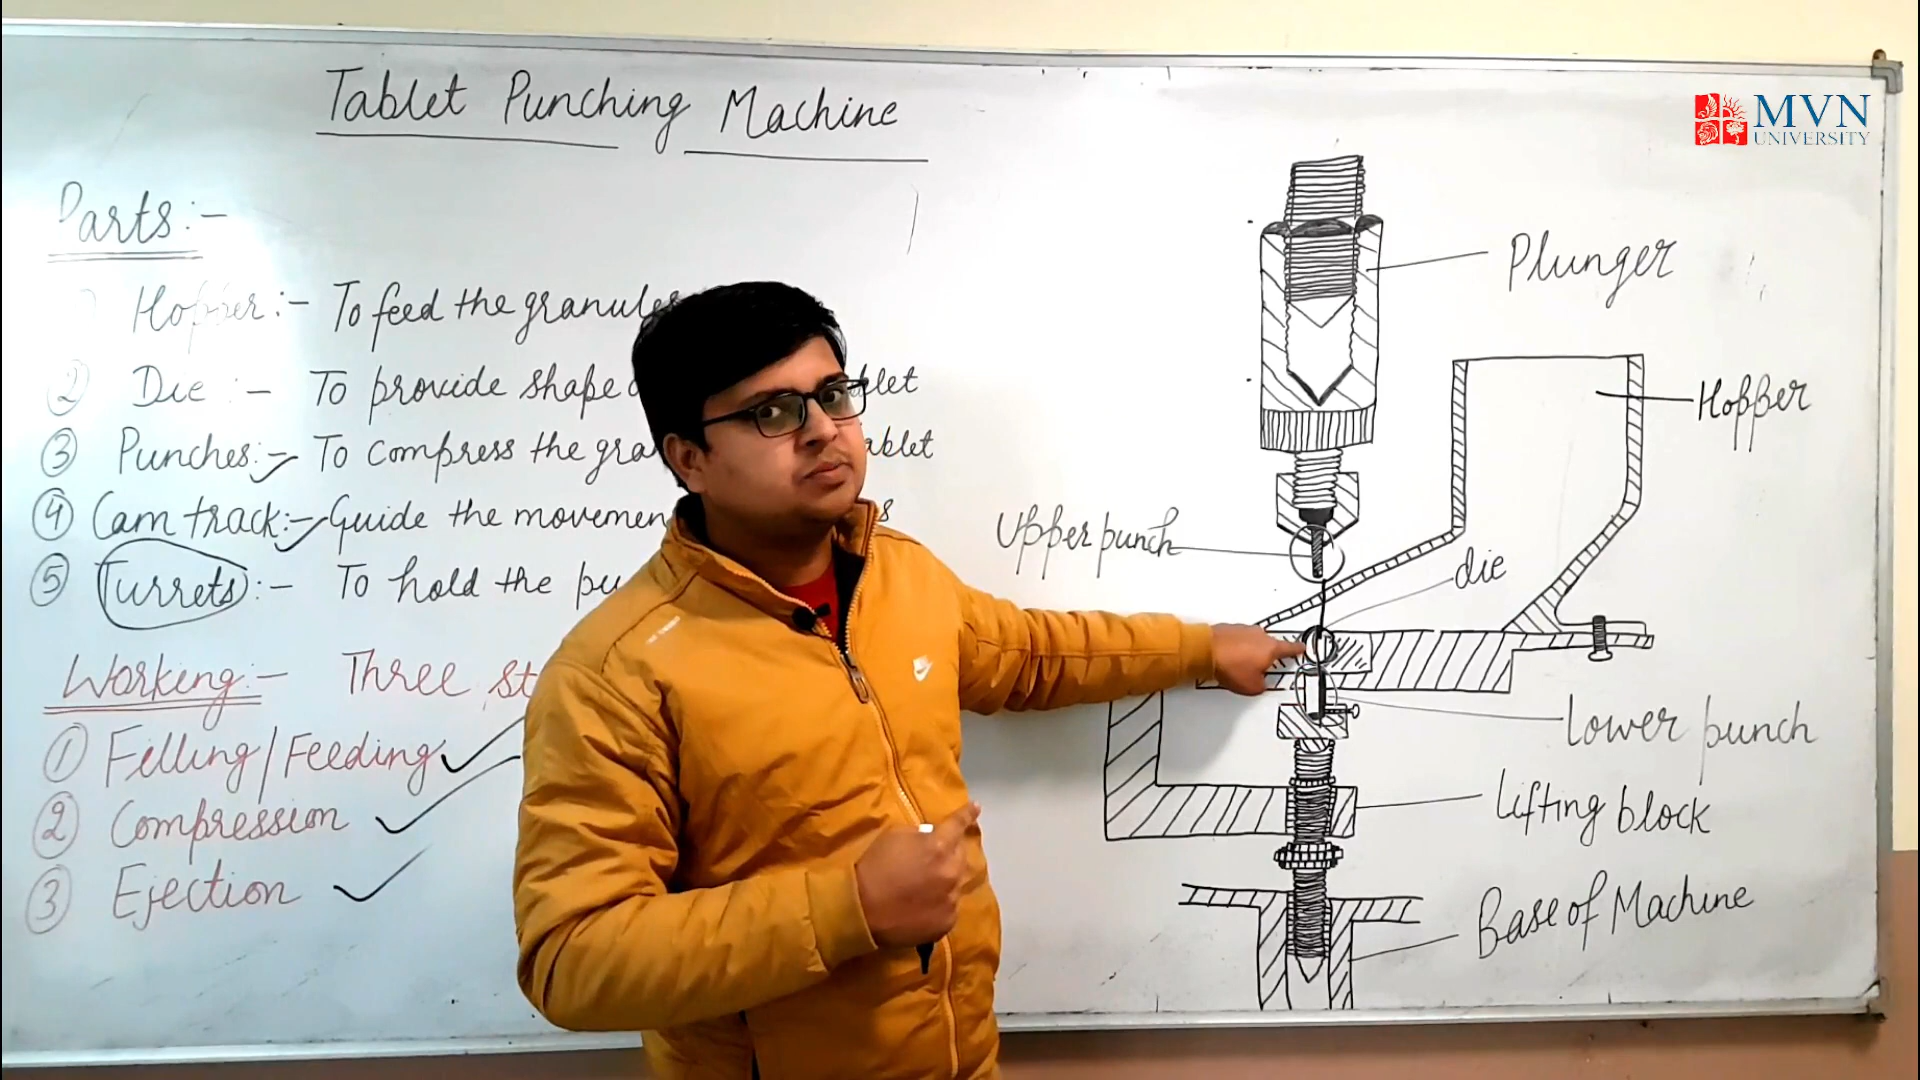 Tablet Punching Machine
MVN
UNIVERSITY
Parts:-
Hopper:- To feed the granules
② Die :- To provide shape tablet
③ Punches:- To compress the tablet
④ Cam track:- Guide the
⑤ Turrets:- To hold the
Working:- Three
① Filling/Feeding
② Compression
③ Ejection
Plunger
Hopper
Upper punch
die
Lower punch
Lifting block
Base of Machine